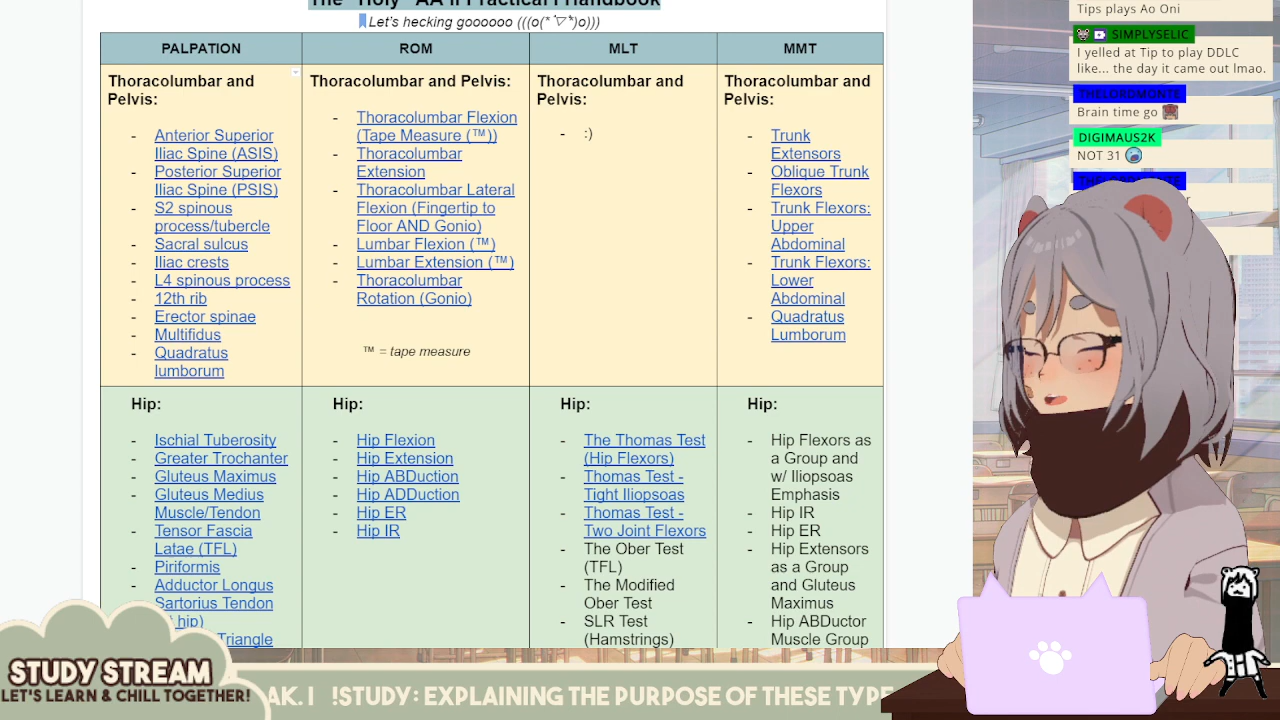 The "Holy" AA II Practical Handbook
Let's hecking goooooo (((o(*ﾟ▽ﾟ*)o)))
PALPATION
ROM
MLT
MMT
Thoracolumbar and
Pelvis:
- Anterior Superior
Iliac Spine (ASIS)
- Posterior Superior
Iliac Spine (PSIS)
- S2 spinous
process/tubercle
- Sacral sulcus
- Iliac crests
- L4 spinous process
- 12th rib
- Erector spinae
- Multifidus
- Quadratus
lumborum
Thoracolumbar and Pelvis:
- Thoracolumbar Flexion
(Tape Measure (™))
- Thoracolumbar
Extension
- Thoracolumbar Lateral
Flexion (Fingertip to
Floor AND Gonio)
- Lumbar Flexion (™)
- Lumbar Extension (™)
- Thoracolumbar
Rotation (Gonio)
™ = tape measure
Thoracolumbar and
Pelvis:
- :)
Thoracolumbar and
Pelvis:
- Trunk
Extensors
- Oblique Trunk
Flexors
- Trunk Flexors:
Upper
Abdominal
- Trunk Flexors:
Lower
Abdominal
- Quadratus
Lumborum
Hip:
- Ischial Tuberosity
- Greater Trochanter
- Gluteus Maximus
- Gluteus Medius
Muscle/Tendon
- Tensor Fascia
Latae (TFL)
- Piriformis
- Adductor Longus
Sartorius Tendon
hip)
Triangle
Hip:
- Hip Flexion
- Hip Extension
- Hip ABDuction
- Hip ADDuction
- Hip ER
- Hip IR
Hip:
- The Thomas Test
(Hip Flexors)
- Thomas Test -
Tight Iliopsoas
- Thomas Test -
Two Joint Flexors
- The Ober Test
(TFL)
- The Modified
Ober Test
- SLR Test
(Hamstrings)
Hip:
- Hip Flexors as
a Group and
w/ Iliopsoas
Emphasis
- Hip IR
- Hip ER
- Hip Extensors
as a Group
and Gluteus
Maximus
- Hip ABDuctor
Muscle Group
Tips plays Ao Oni
SIMPLYSELIC
I yelled at Tip to play DDLC
like... the day it came out lmao.
THELORDMONTE
Brain time go
DIGIMAUS2K
NOT 31
STUDY STREAM
LET'S LEARN & CHILL TOGETHER!
AK. | !STUDY: EXPLAINING THE PURPOSE OF THESE TYPE